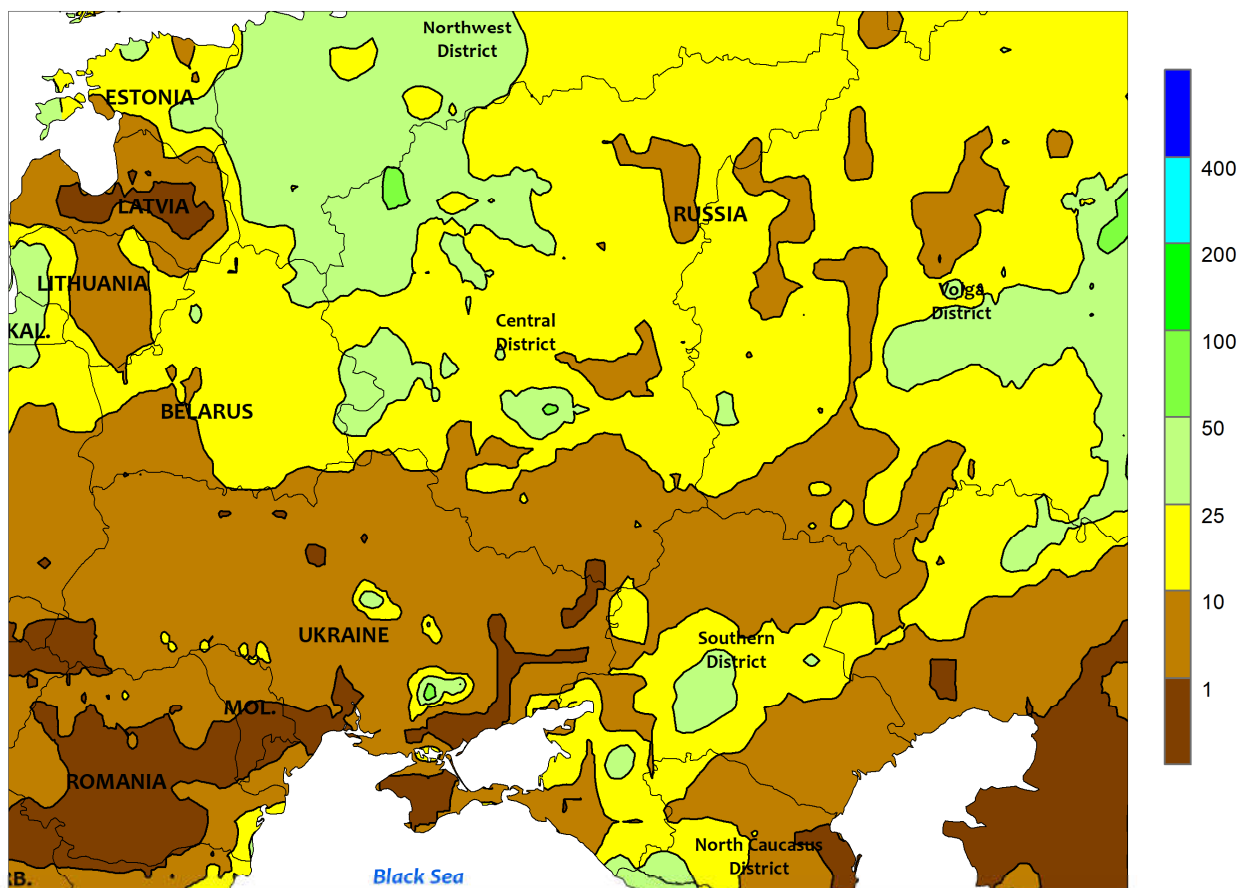 Northwest
District
ESTONIA
400
LATVIA
RUSSIA
200
LITHUANIA
Volga
District
KAL.
Central
District
100
BELARUS
50
25
10
UKRAINE
Southern
District
1
MOL.
ROMANIA
North Caucasus
District
Black Sea
RB.